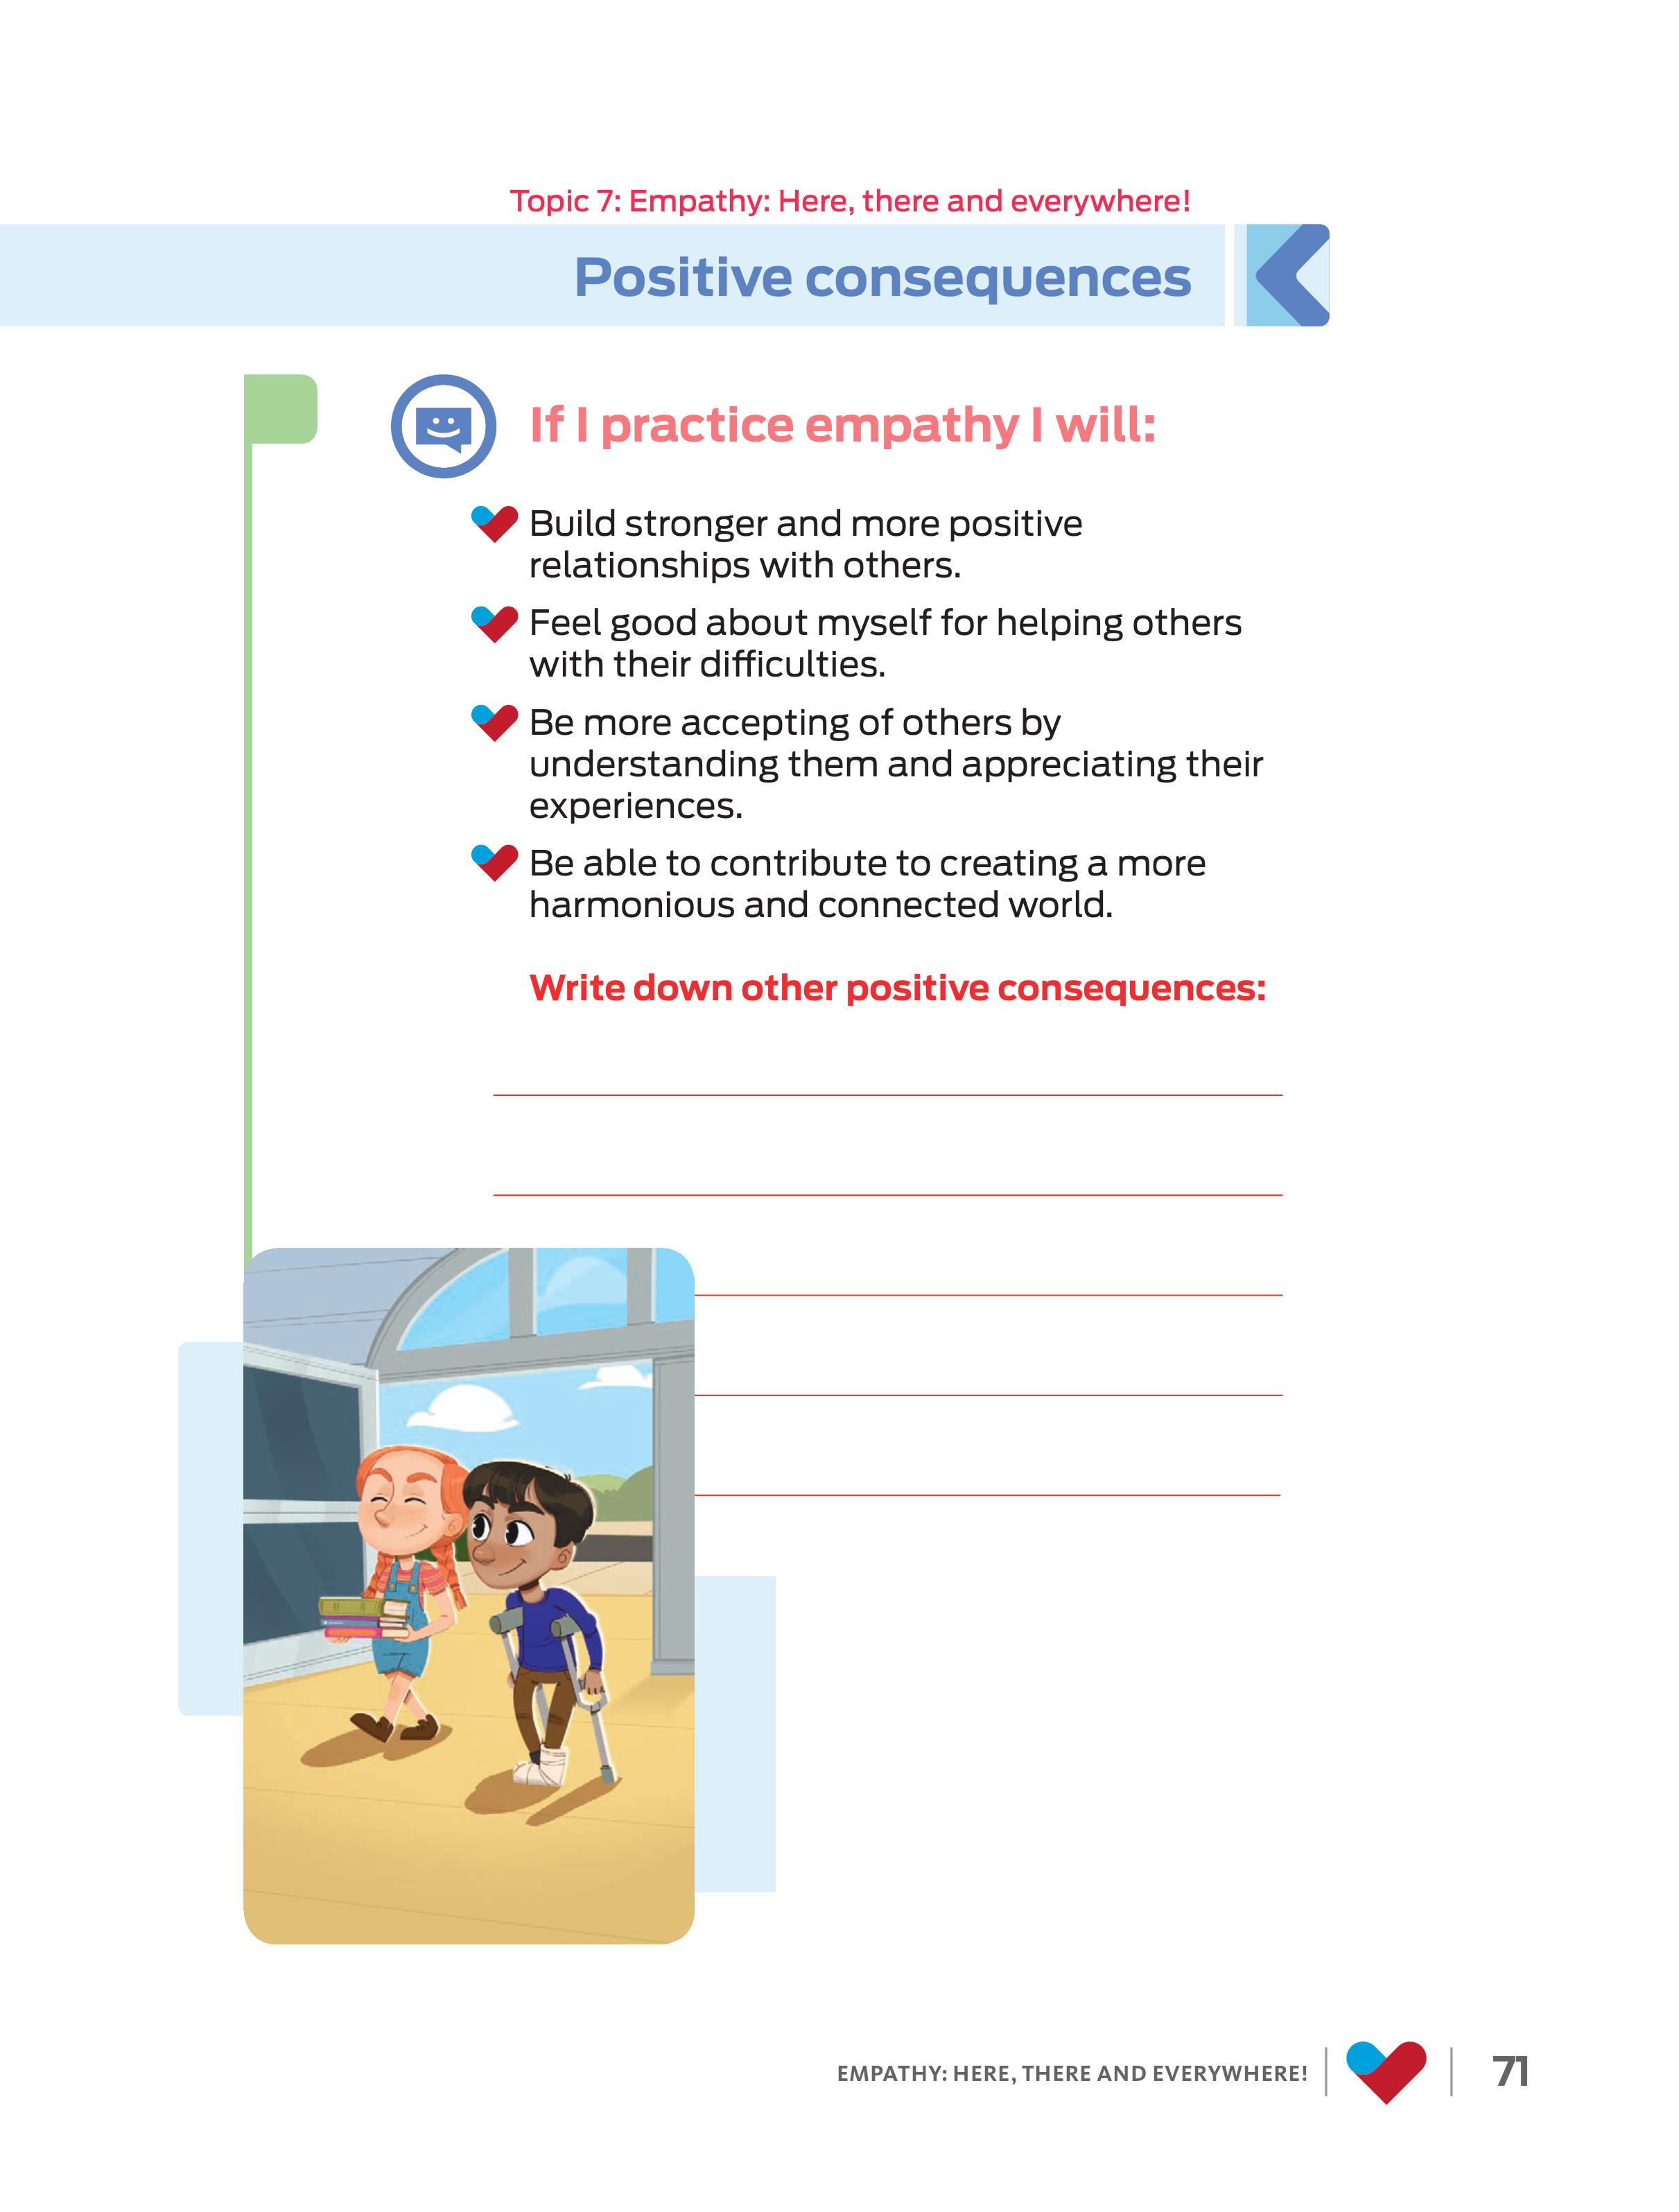 Topic 7: Empathy: Here, there and everywhere!
Positive consequences
If I practice empathy I will:
Build stronger and more positive
relationships with others.
Feel good about myself for helping others
with their difficulties.
Be more accepting of others by
understanding them and appreciating their
experiences.
Be able to contribute to creating a more
harmonious and connected world.
Write down other positive consequences:
EMPATHY: HERE, THERE AND EVERYWHERE!
71